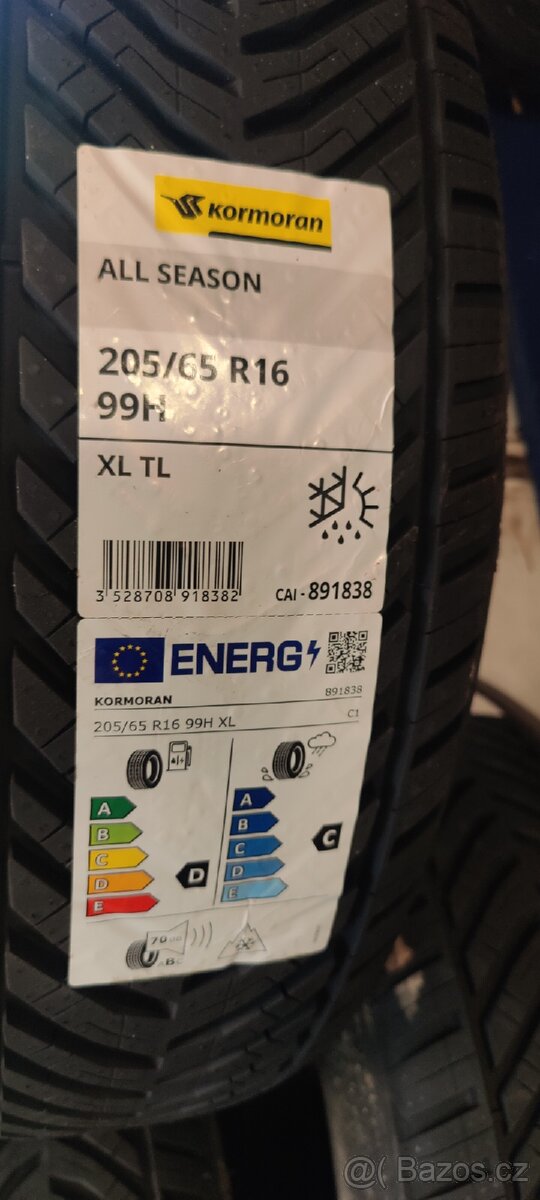 Kormoran
ALL SEASON
205/65 R16
99H
XL TL
3 528708 918382
CAI - 891838
ENERG
KORMORAN
891838
205/65 R16 99H XL
C1
A
B
C
D
E
D
A
B
C
D
E
C
70
ABC
@( Bazos.cz